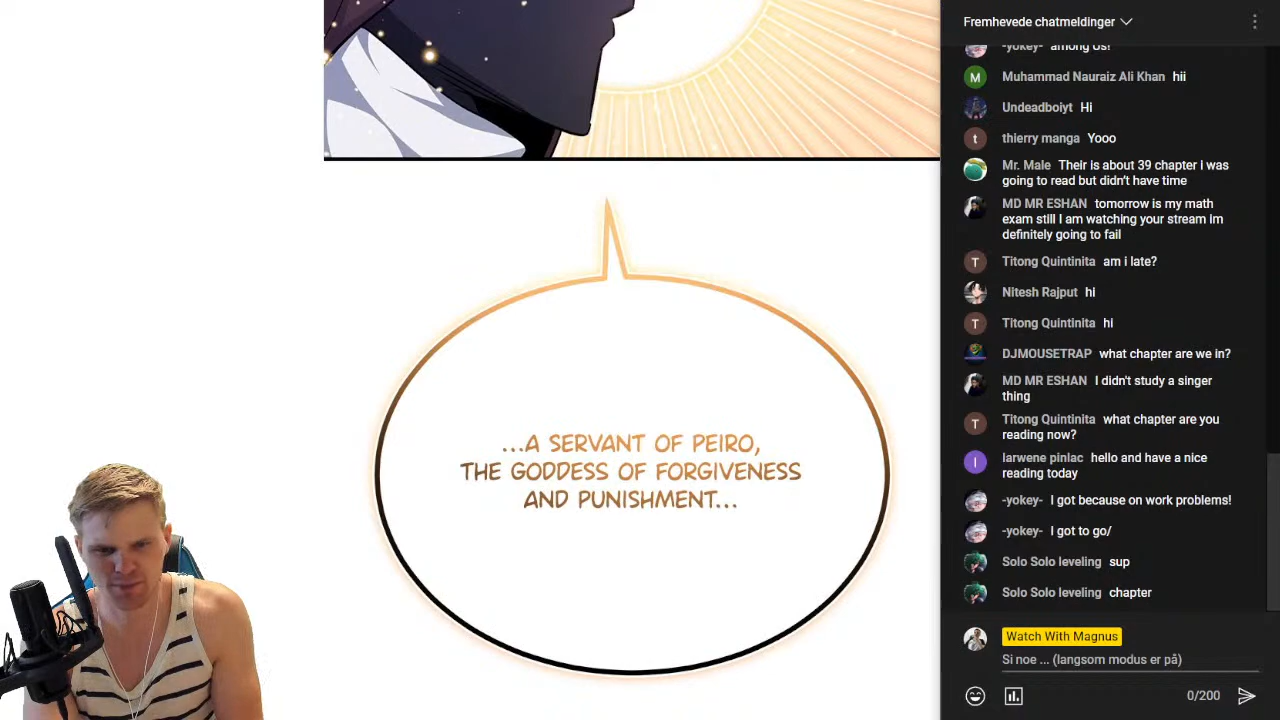 ...A SERVANT OF PEIRO,
THE GODDESS OF FORGIVENESS
AND PUNISHMENT...
Fremhevede chatmeldinger
-yokey- among Us!
M
Muhammad Nauraiz Ali Khan hii
Undeadboiyt Hi
t
thierry manga Yooo
Mr. Male Their is about 39 chapter i was
going to read but didn't have time
MD MR ESHAN tomorrow is my math
exam still I am watching your stream im
definitely going to fail
T
Titong Quintinita am i late?
Nitesh Rajput hi
T
Titong Quintinita hi
DJMOUSETRAP what chapter are we in?
MD MR ESHAN I didn't study a singer
thing
T
Titong Quintinita what chapter are you
reading now?
I
larwene pinlac hello and have a nice
reading today
-yokey- I got because on work problems!
-yokey- I got to go/
Solo Solo leveling sup
Solo Solo leveling chapter
Watch With Magnus
Si noe ... (langsom modus er på)
0/200